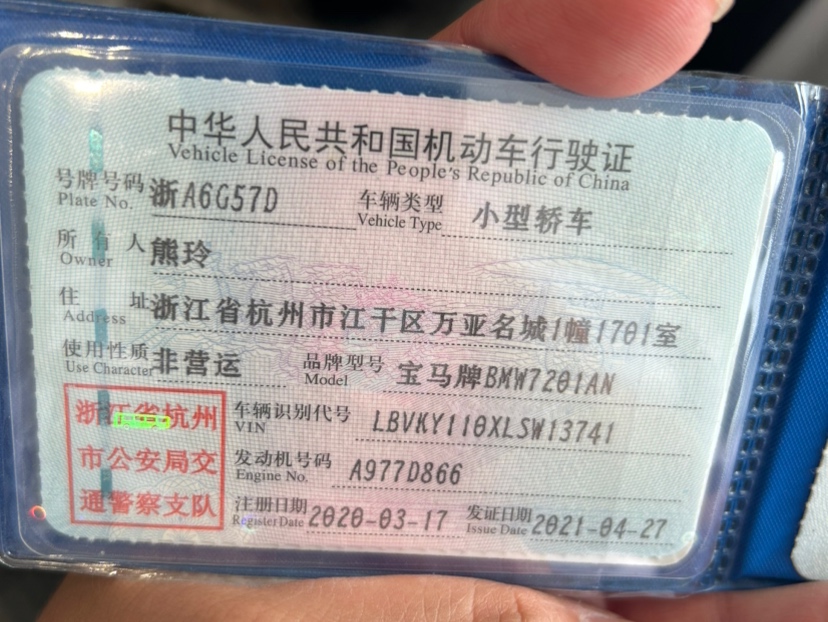 中华人民共和国机动车行驶证
Vehicle License of the People's Republic of China
号牌号码 浙A6G57D 车辆类型 小型轿车
Plate No. Vehicle Type
所有人 熊玲
Owner
住址 浙江省杭州市江干区万亚名城1幢1701室
Address
使用性质 非营运 品牌型号 宝马牌BMW7201AN
Use Character Model
浙江省杭州 车辆识别代号 LBVKY110XLSW13741
VIN
市公安局交 发动机号码 A977D866
Engine No.
通警察支队 注册日期 2020-03-17 发证日期 2021-04-27
Register Date Issue Date